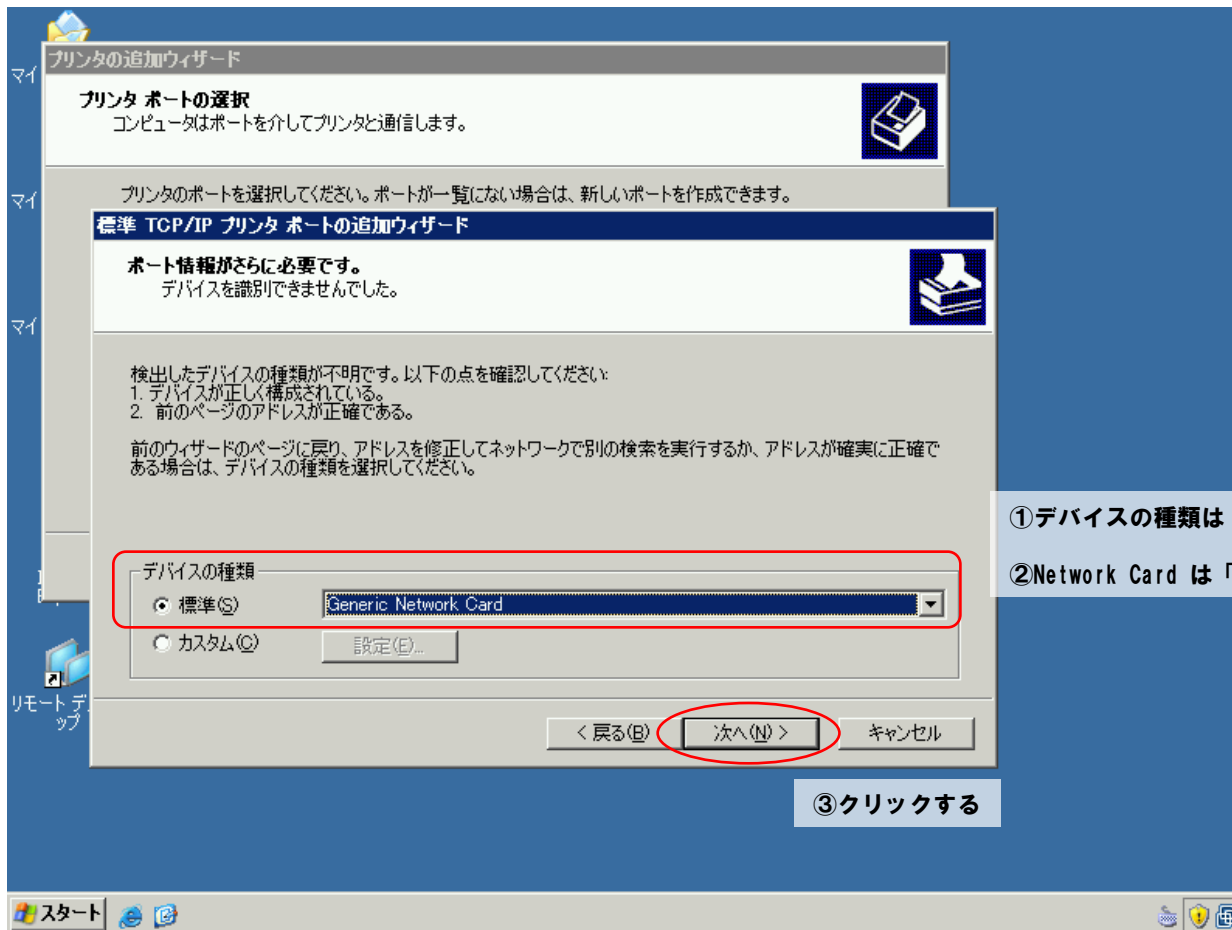 マイ
プリンタの追加ウィザード
プリンタ ポートの選択
コンピュータはポートを介してプリンタと通信します。
マイ
プリンタのポートを選択してください。ポートが一覧にない場合は、新しいポートを作成できます。
標準 TCP/IP プリンタ ポートの追加ウィザード
ポート情報がさらに必要です。
デバイスを識別できませんでした。
マイ
検出したデバイスの種類が不明です。以下の点を確認してください:
1. デバイスが正しく構成されている。
2. 前のページのアドレスが正確である。
前のウィザードのページに戻り、アドレスを修正してネットワークで別の検索を実行するか、アドレスが確実に正確で
ある場合は、デバイスの種類を選択してください。
①デバイスの種類は
②Network Card は「
デバイスの種類
標準(S)
Generic Network Card
カスタム(C)
設定(E)...
リモート デ
ップ
< 戻る(B)
次へ(N) >
キャンセル
③クリックする
スタート